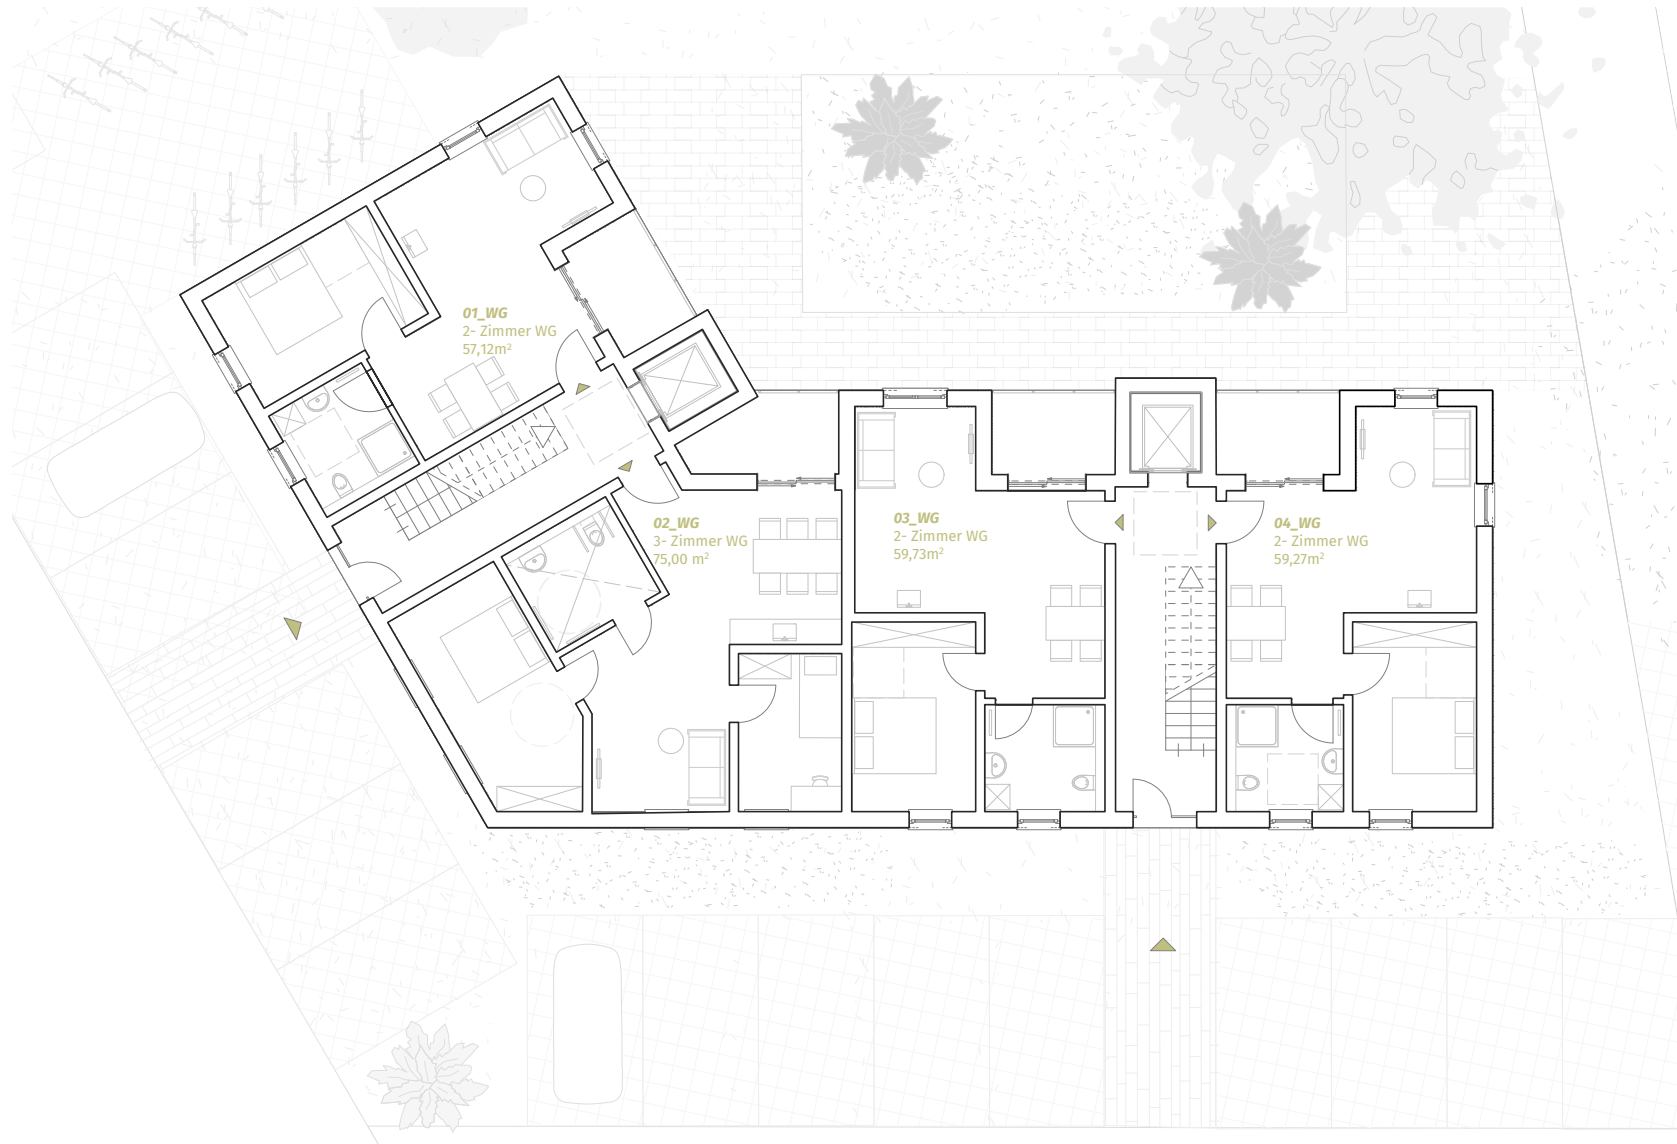 01_WG
2- Zimmer WG
57,12m²
02_WG
3- Zimmer WG
75,00 m²
03_WG
2- Zimmer WG
59,73m²
04_WG
2- Zimmer WG
59,27m²